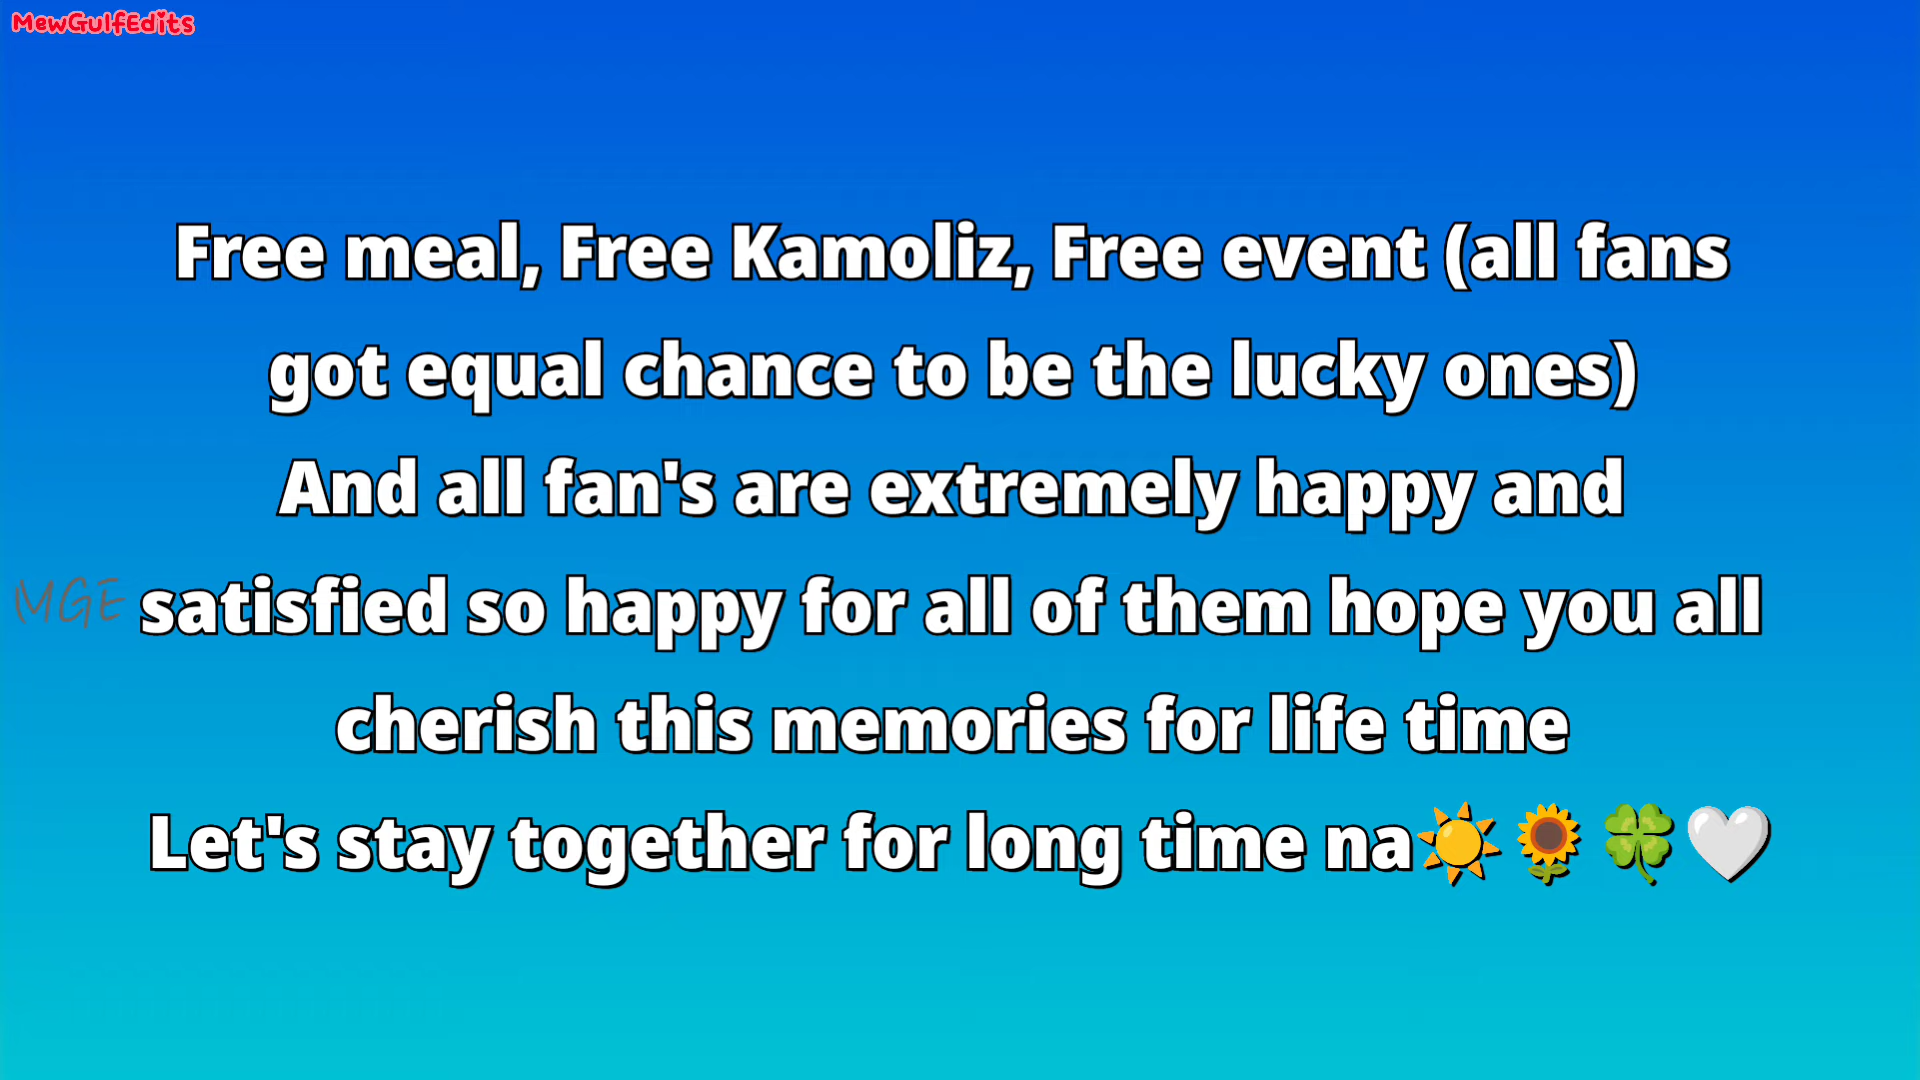 MewGulfEdits
Free meal, Free Kamoliz, Free event (all fans
got equal chance to be the lucky ones)
And all fan's are extremely happy and
MGE
satisfied so happy for all of them hope you all
cherish this memories for life time
Let's stay together for long time na☀️🌻🍀🤍